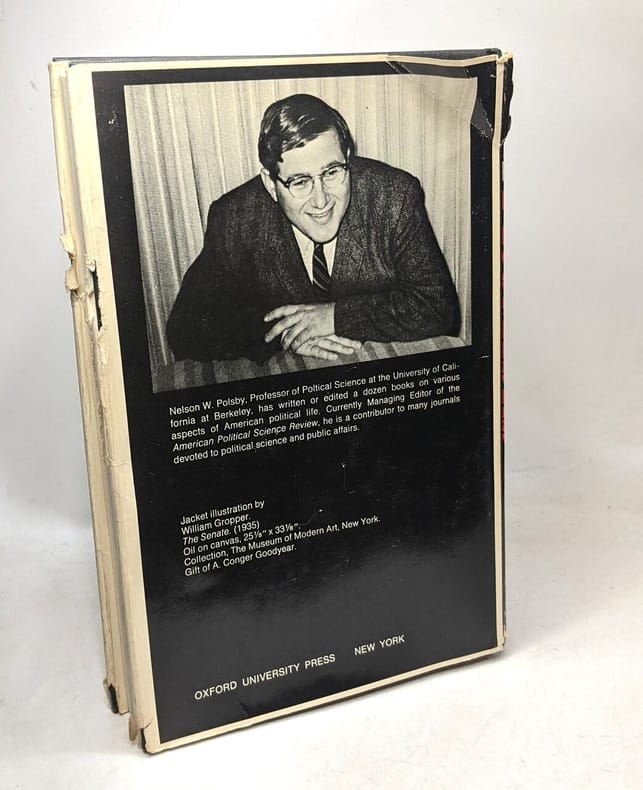 Nelson W. Polsby, Professor of Poltical Science at the University of Cali-
fornia at Berkeley, has written or edited a dozen books on various
aspects of American political life. Currently Managing Editor of the
American Political Science Review, he is a contributor to many journals
devoted to political science and public affairs.
Jacket illustration by
William Gropper.
The Senate. (1935)
Oil on canvas, 25⅛" x 33⅛".
Collection, The Museum of Modern Art, New York.
Gift of A. Conger Goodyear.
OXFORD UNIVERSITY PRESS NEW YORK